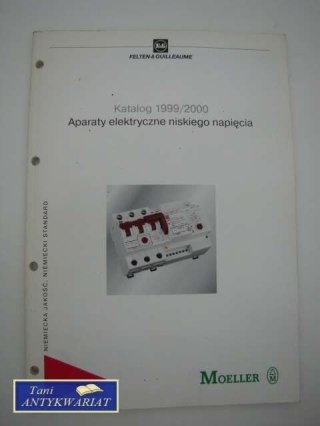 FELTEN & GUILLEAUME
Katalog 1999/2000
Aparaty elektryczne niskiego napięcia
NIEMIECKA JAKOŚĆ, NIEMIECKI STANDARD
MOELLER
Tani
ANTYKWARIAT